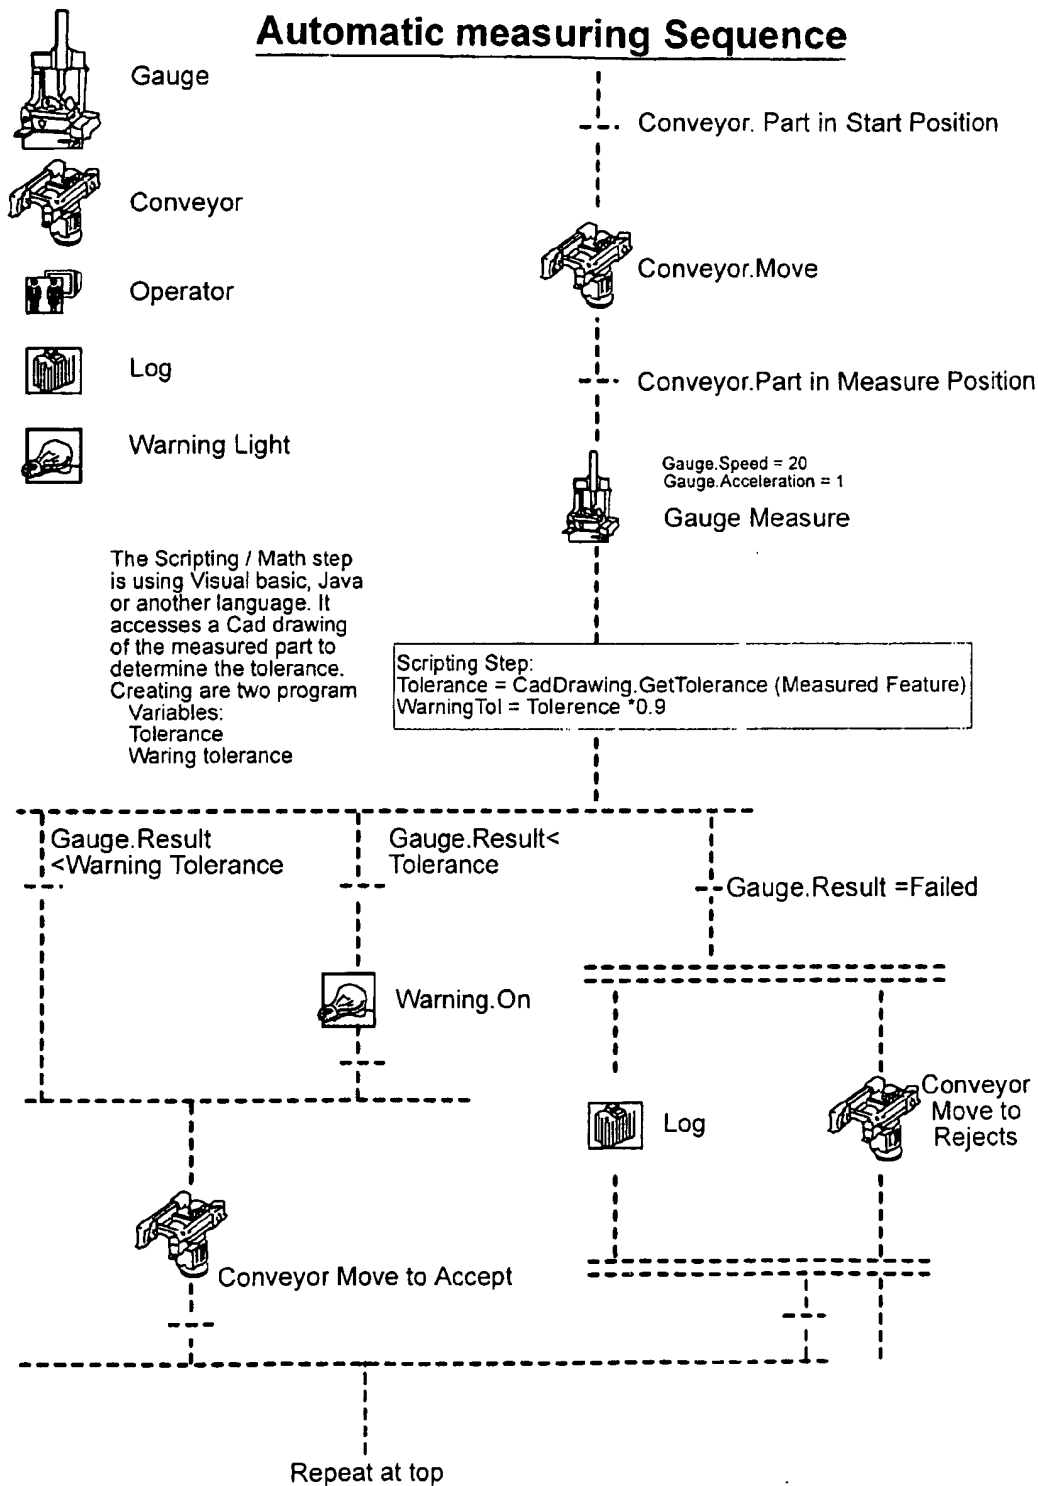 Automatic measuring Sequence
Gauge
Conveyor
Operator
Log
Warning Light
Conveyor. Part in Start Position
Conveyor.Move
Conveyor.Part in Measure Position
Gauge.Speed = 20
Gauge.Acceleration = 1
Gauge Measure
The Scripting / Math step
is using Visual basic, Java
or another language. It
accesses a Cad drawing
of the measured part to
determine the tolerance.
Creating are two program
Variables:
Tolerance
Waring tolerance
Scripting Step:
Tolerance = CadDrawing.GetTolerance (Measured Feature)
WarningTol = Tolerence *0.9
Gauge.Result
<Warning Tolerance
Gauge.Result<
Tolerance
Gauge.Result =Failed
Warning.On
Log
Conveyor
Move to
Rejects
Conveyor Move to Accept
Repeat at top